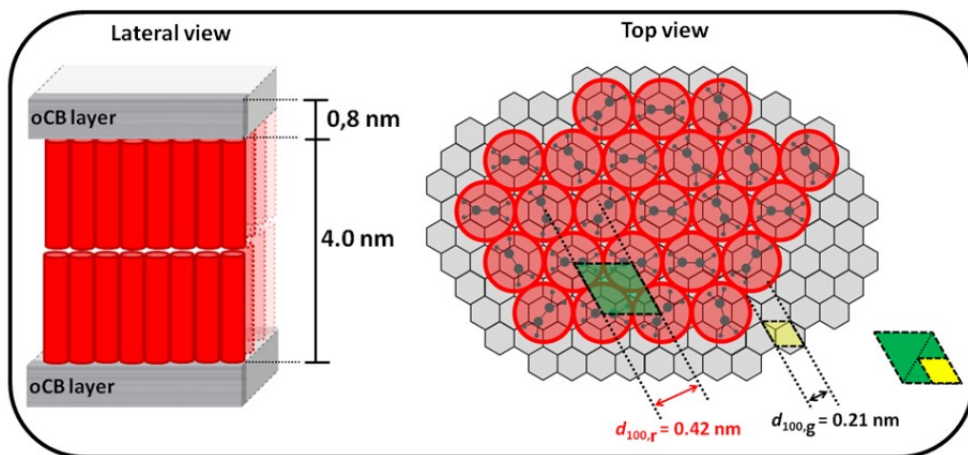 Lateral view
Top view
oCB layer
0,8 nm
4.0 nm
oCB layer
d100,r = 0.42 nm
d100,g = 0.21 nm